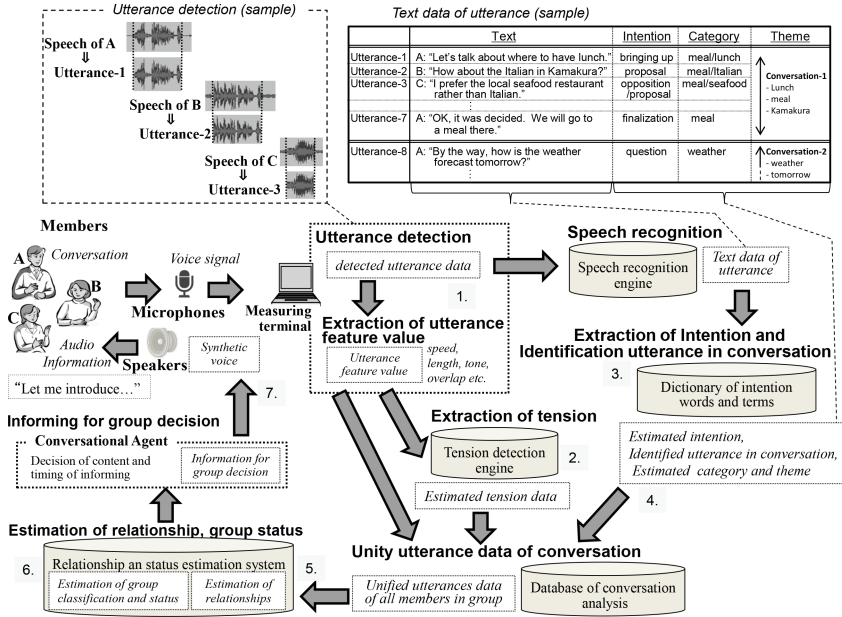 Utterance detection (sample)
Speech of A
⇓
Utterance-1
Speech of B
⇓
Utterance-2
Speech of C
⇓
Utterance-3
Text data of utterance (sample)
Text Intention Category Theme
Utterance-1 A: “Let’s talk about where to have lunch.” bringing up meal/lunch
Utterance-2 B: “How about the Italian in Kamakura?” proposal meal/Italian
Utterance-3 C: “I prefer the local seafood restaurant opposition meal/seafood
rather than Italian.” /proposal
⋮
Utterance-7 A: “OK, it was decided. We will go to finalization meal
a meal there.”
Conversation-1
- Lunch
- meal
- Kamakura
Utterance-8 A: “By the way, how is the weather question weather
forecast tomorrow?”
⋮
Conversation-2
- weather
- tomorrow
Members
A
Conversation
B
C
Audio
Information
“Let me introduce…”
Voice signal
Microphones
Speakers
Measuring
terminal
Synthetic
voice
7.
Utterance detection
detected utterance data
1.
Extraction of utterance
feature value
Utterance
feature value
speed,
length, tone,
overlap etc.
Speech recognition
Speech recognition
engine
Text data of
utterance
Extraction of Intention and
Identification utterance in conversation
3.
Dictionary of intention
words and terms
Estimated intention,
Identified utterance in conversation,
Estimated category and theme
4.
Extraction of tension
Tension detection
engine
2.
Estimated tension data
Informing for group decision
Conversational Agent
Decision of content and
timing of informing
Information for
group decision
Estimation of relationship, group status
6.
Relationship an status estimation system
Estimation of group
classification and status
Estimation of
relationships
5.
Unity utterance data of conversation
Unified utterances data
of all members in group
Database of conversation
analysis